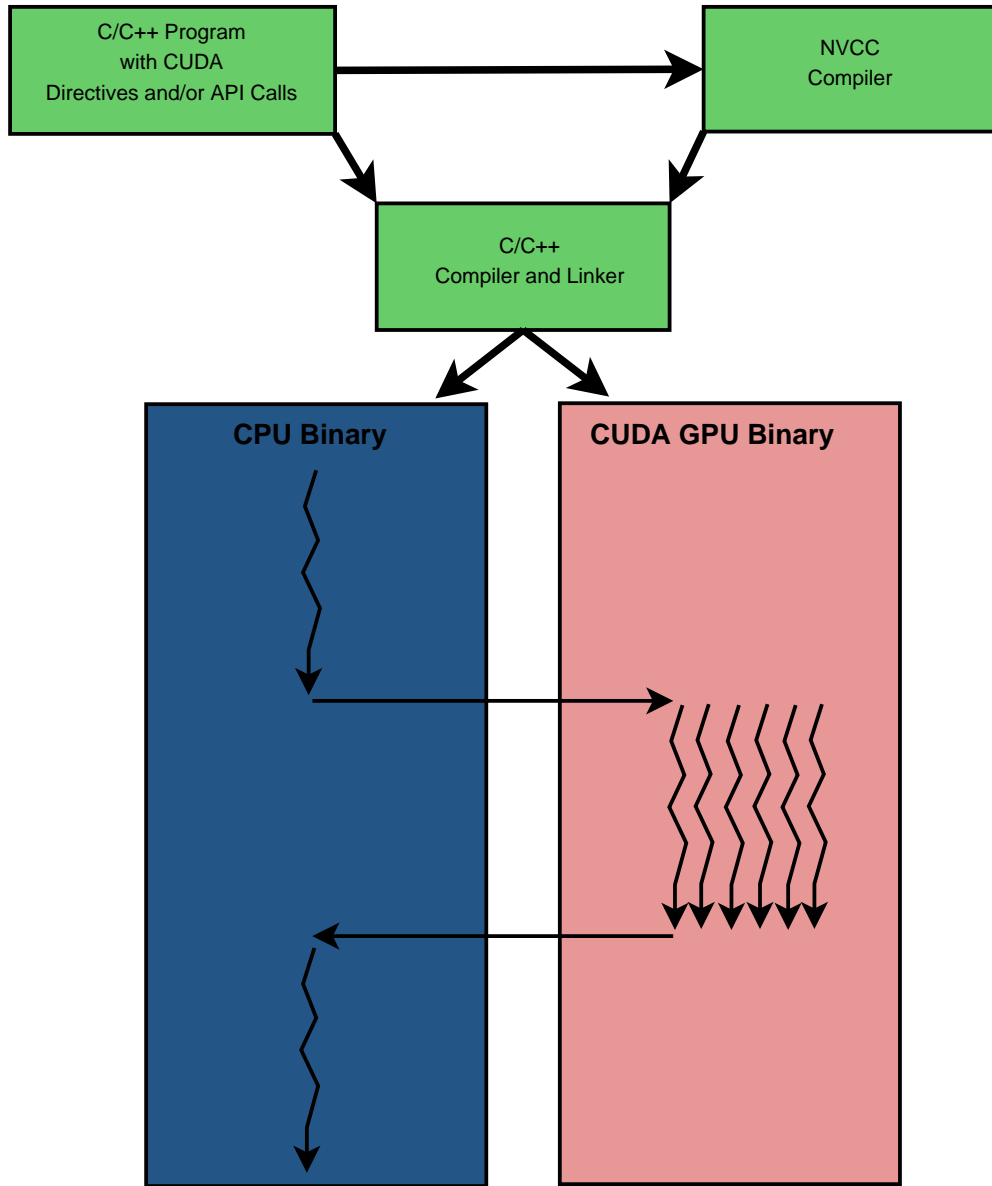 C/C++ Program
with CUDA
Directives and/or API Calls
NVCC
Compiler
C/C++
Compiler and Linker
CPU Binary
CUDA GPU Binary